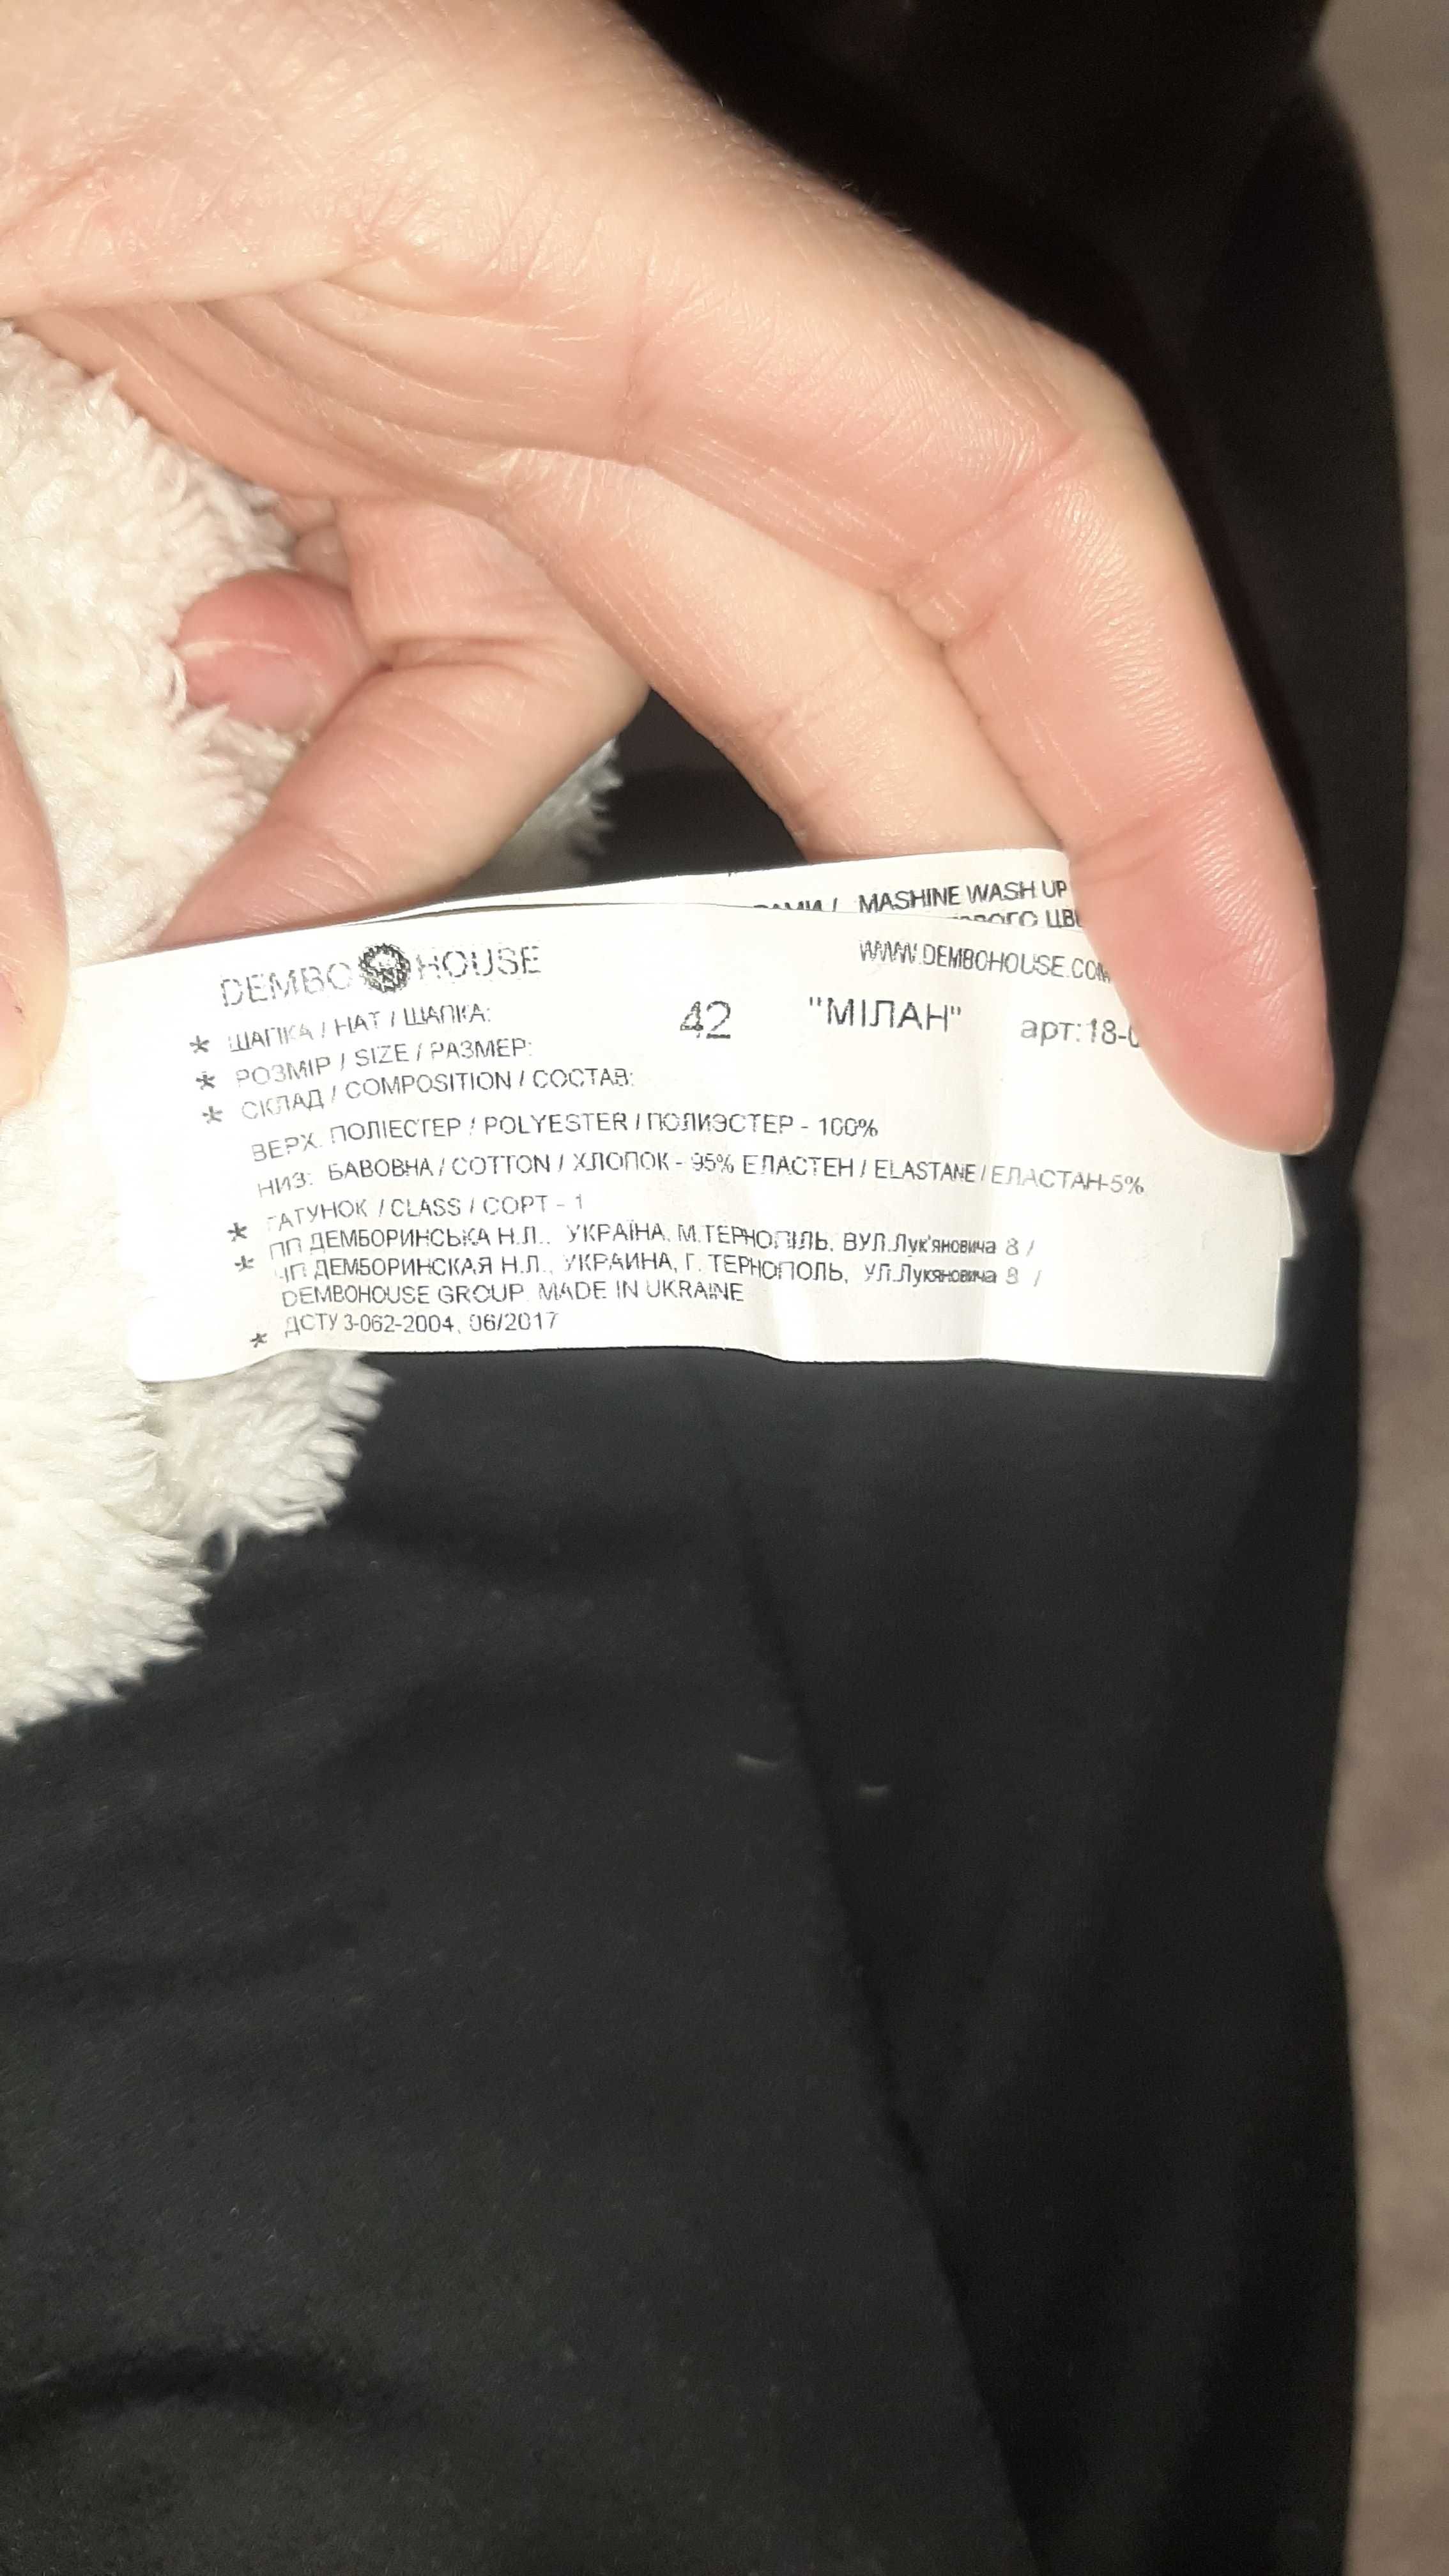 MASHINE WASH UP
DEMBO HOUSE WWW.DEMBOHOUSE.COM
* ШАПКА / HAT / ШАПКА: 42 "МІЛАН" арт:18-0
* РОЗМІР / SIZE / РАЗМЕР:
* СКЛАД / COMPOSITION / СОСТАВ:
ВЕРХ. ПОЛІЕСТЕР / POLYESTER / ПОЛИЭСТЕР - 100%
НИЗ: БАВОВНА / COTTON / ХЛОПОК - 95% ЕЛАСТЕН / ELASTANE / ЕЛАСТАН-5%
* ГАТУНОК / CLASS / СОРТ - 1
* ПП ДЕМБОРИНСЬКА Н.Л.. УКРАЇНА, М.ТЕРНОПІЛЬ, ВУЛ.Лук'яновича 8 /
ЧП ДЕМБОРИНСКАЯ Н.Л., УКРАИНА, Г. ТЕРНОПОЛЬ, УЛ.Лукяновича 8 /
DEMBOHOUSE GROUP. MADE IN UKRAINE
* ДСТУ 3-062-2004, 06/2017